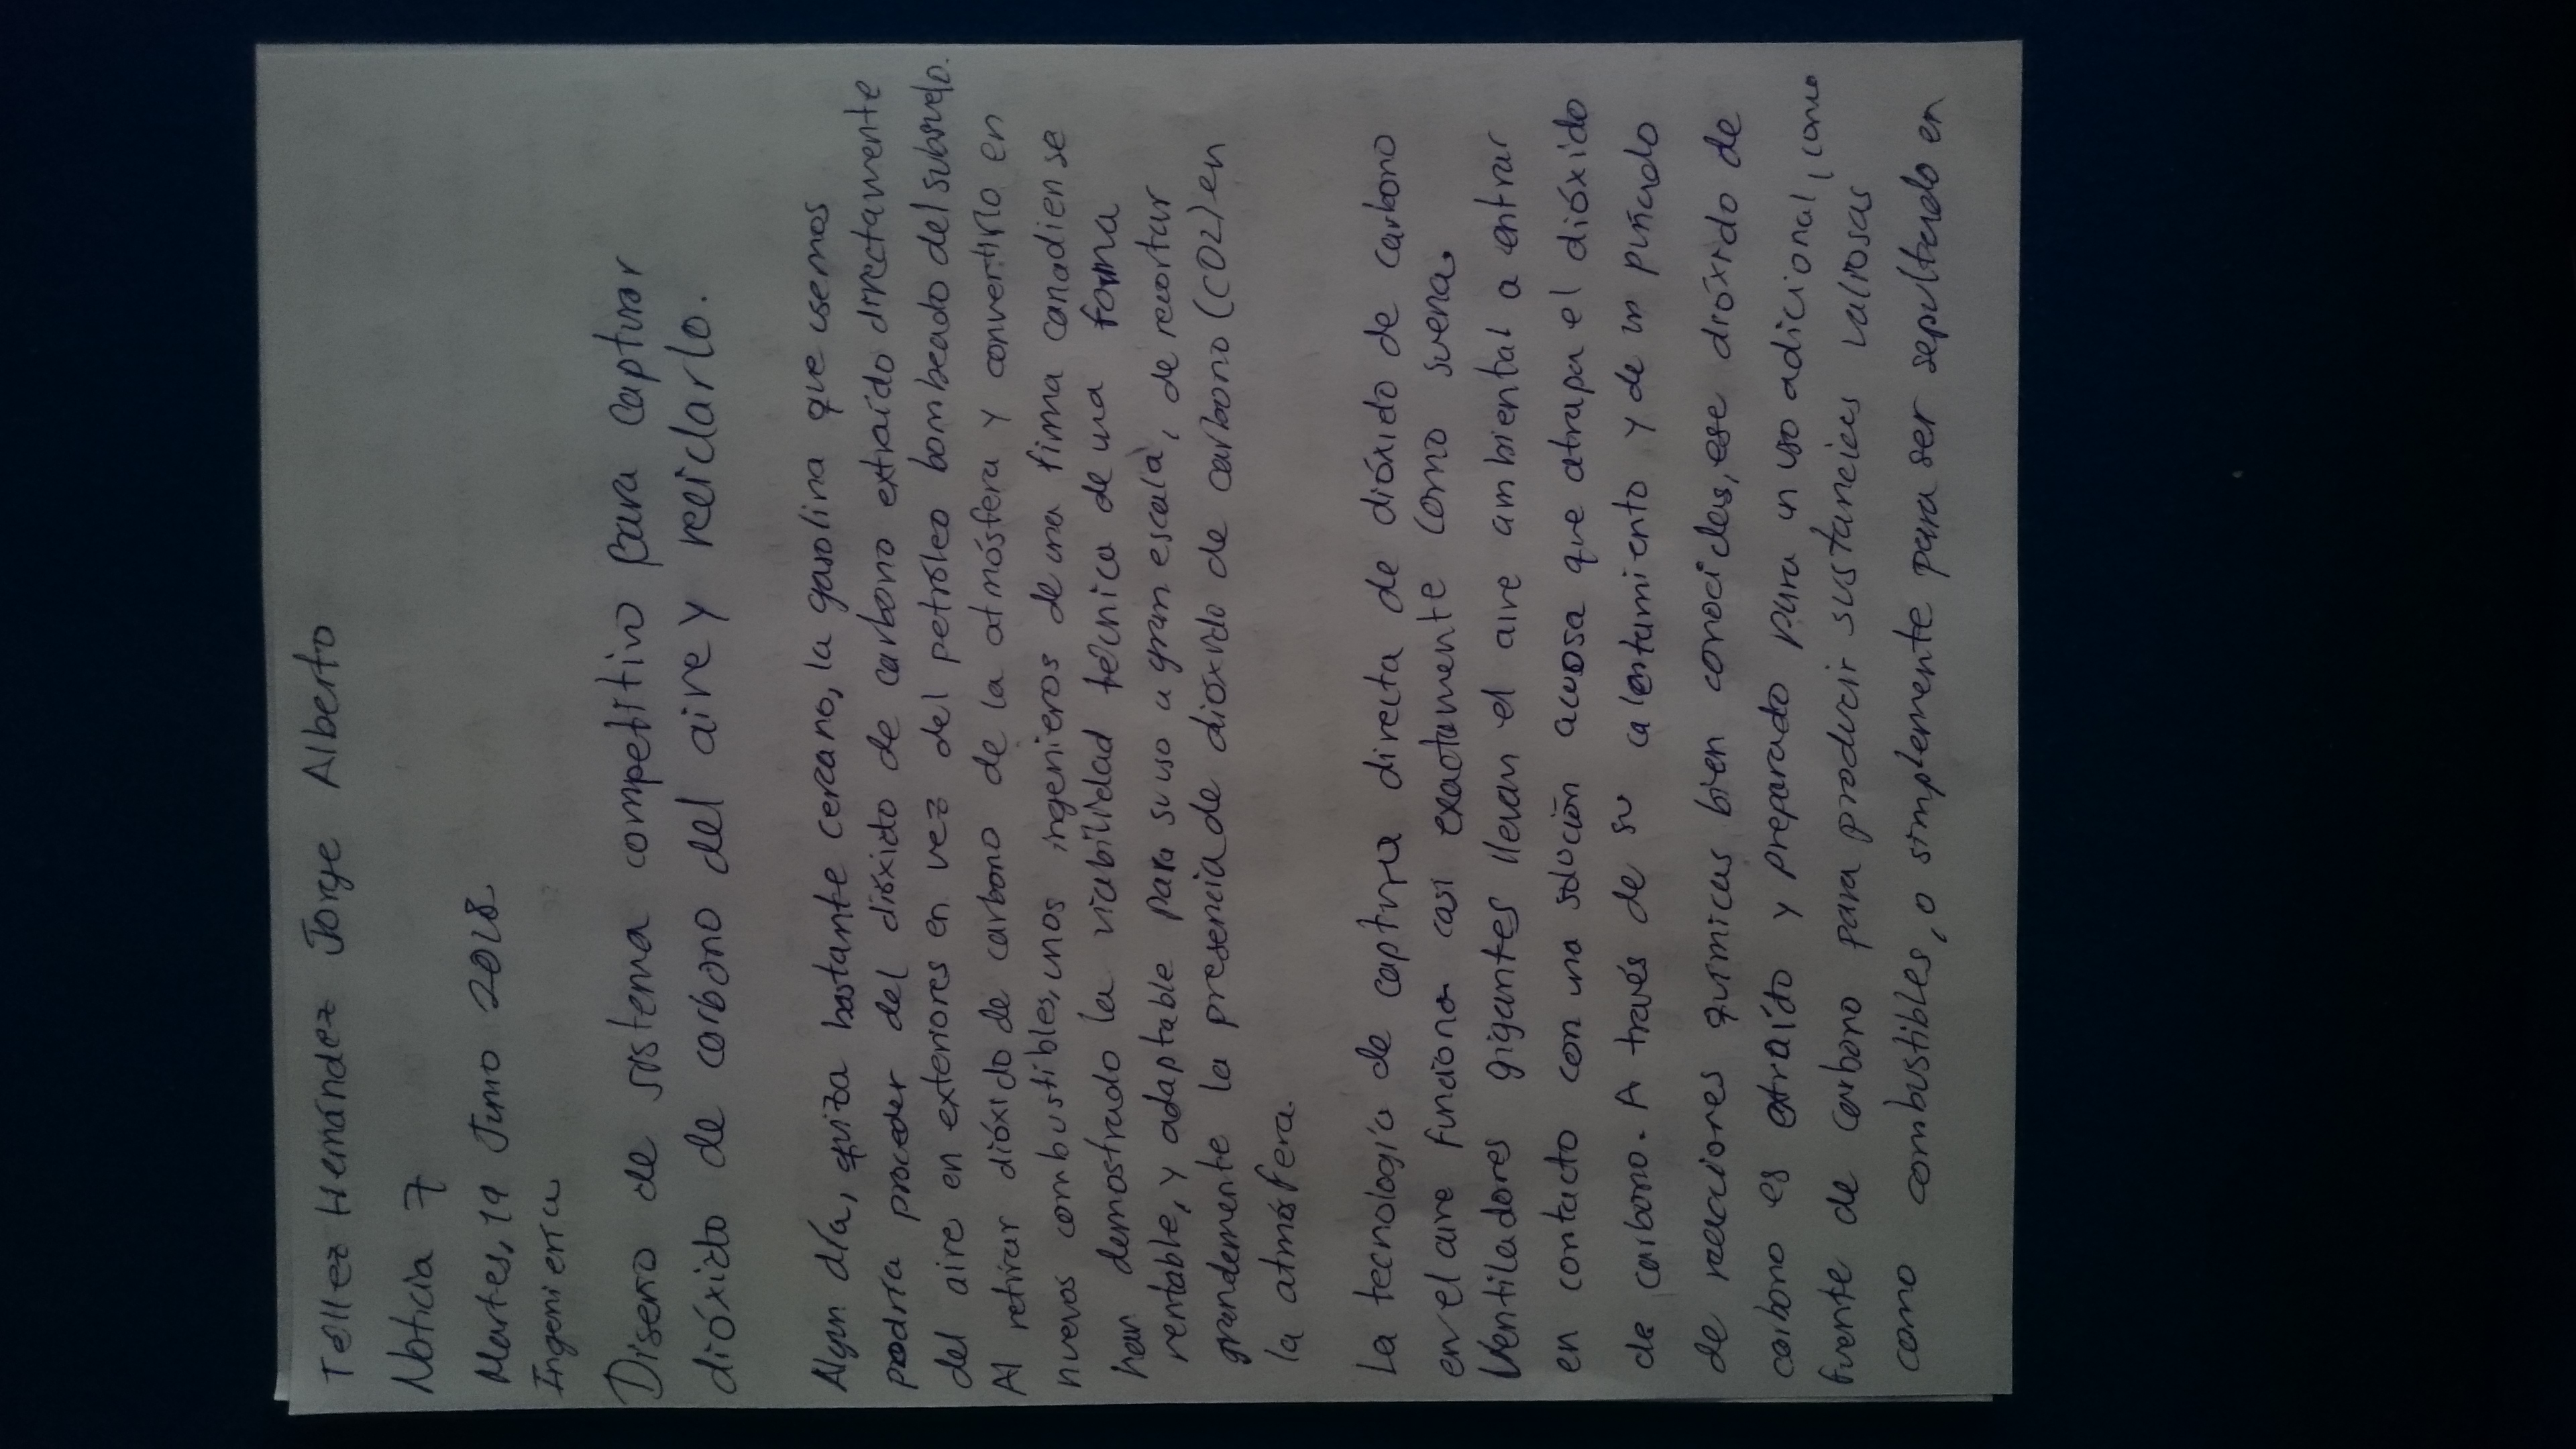 Tellez Hernández Jorge Alberto
Noticia 7
Martes, 19 Junio 2018
Ingeniería
Diseño de sistema competitivo para capturar
dióxido de carbono del aire y reiclarlo.
Algun día, quiza bastante cercano, la gasolina que usemos
podría proceder del dióxido de carbono extraído directamente
del aire en exteriores en vez del petróleo bombeado del subsuelo.
Al retirar dióxido de carbono de la atmósfera y convertirlo en
nuevos combustibles, unos ingenieros de una firma canadiense
han demostrado la viabilidad técnica de una forma
rentable, y adaptable para su uso a gran escala, de recortar
grandemente la presencia de dióxido de carbono (CO2) en
la atmósfera.
La tecnología de captura directa de dióxido de carbono
en el aire funciona casi exactamente como suena.
Ventiladores gigantes llevan el aire ambiental a entrar
en contacto con una solución acuosa que atrapa el dióxido
de carbono. A través de su calentamiento y de un puñado
de reacciones químicas bien conocidas, ese dióxido de
carbono es etraído y preparado para un uso adicional, como
fuente de carbono para producir sustancias valiosas
como combustibles, o simplemente para ser sepultado en